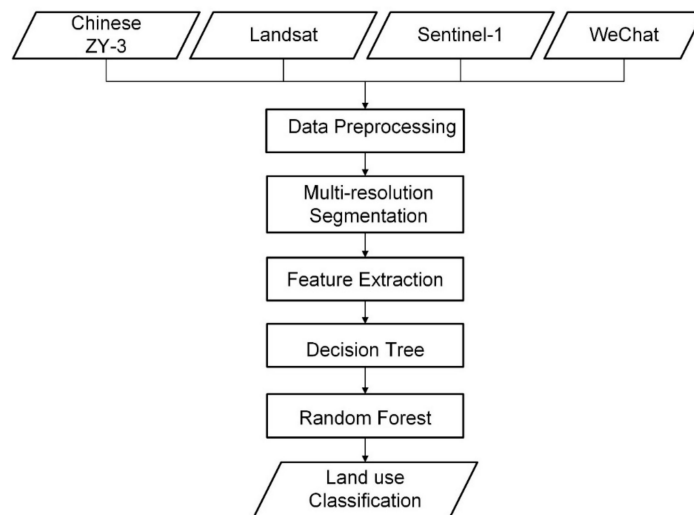 Chinese
ZY-3
Landsat
Sentinel-1
WeChat
Data Preprocessing
Multi-resolution
Segmentation
Feature Extraction
Decision Tree
Random Forest
Land use
Classification